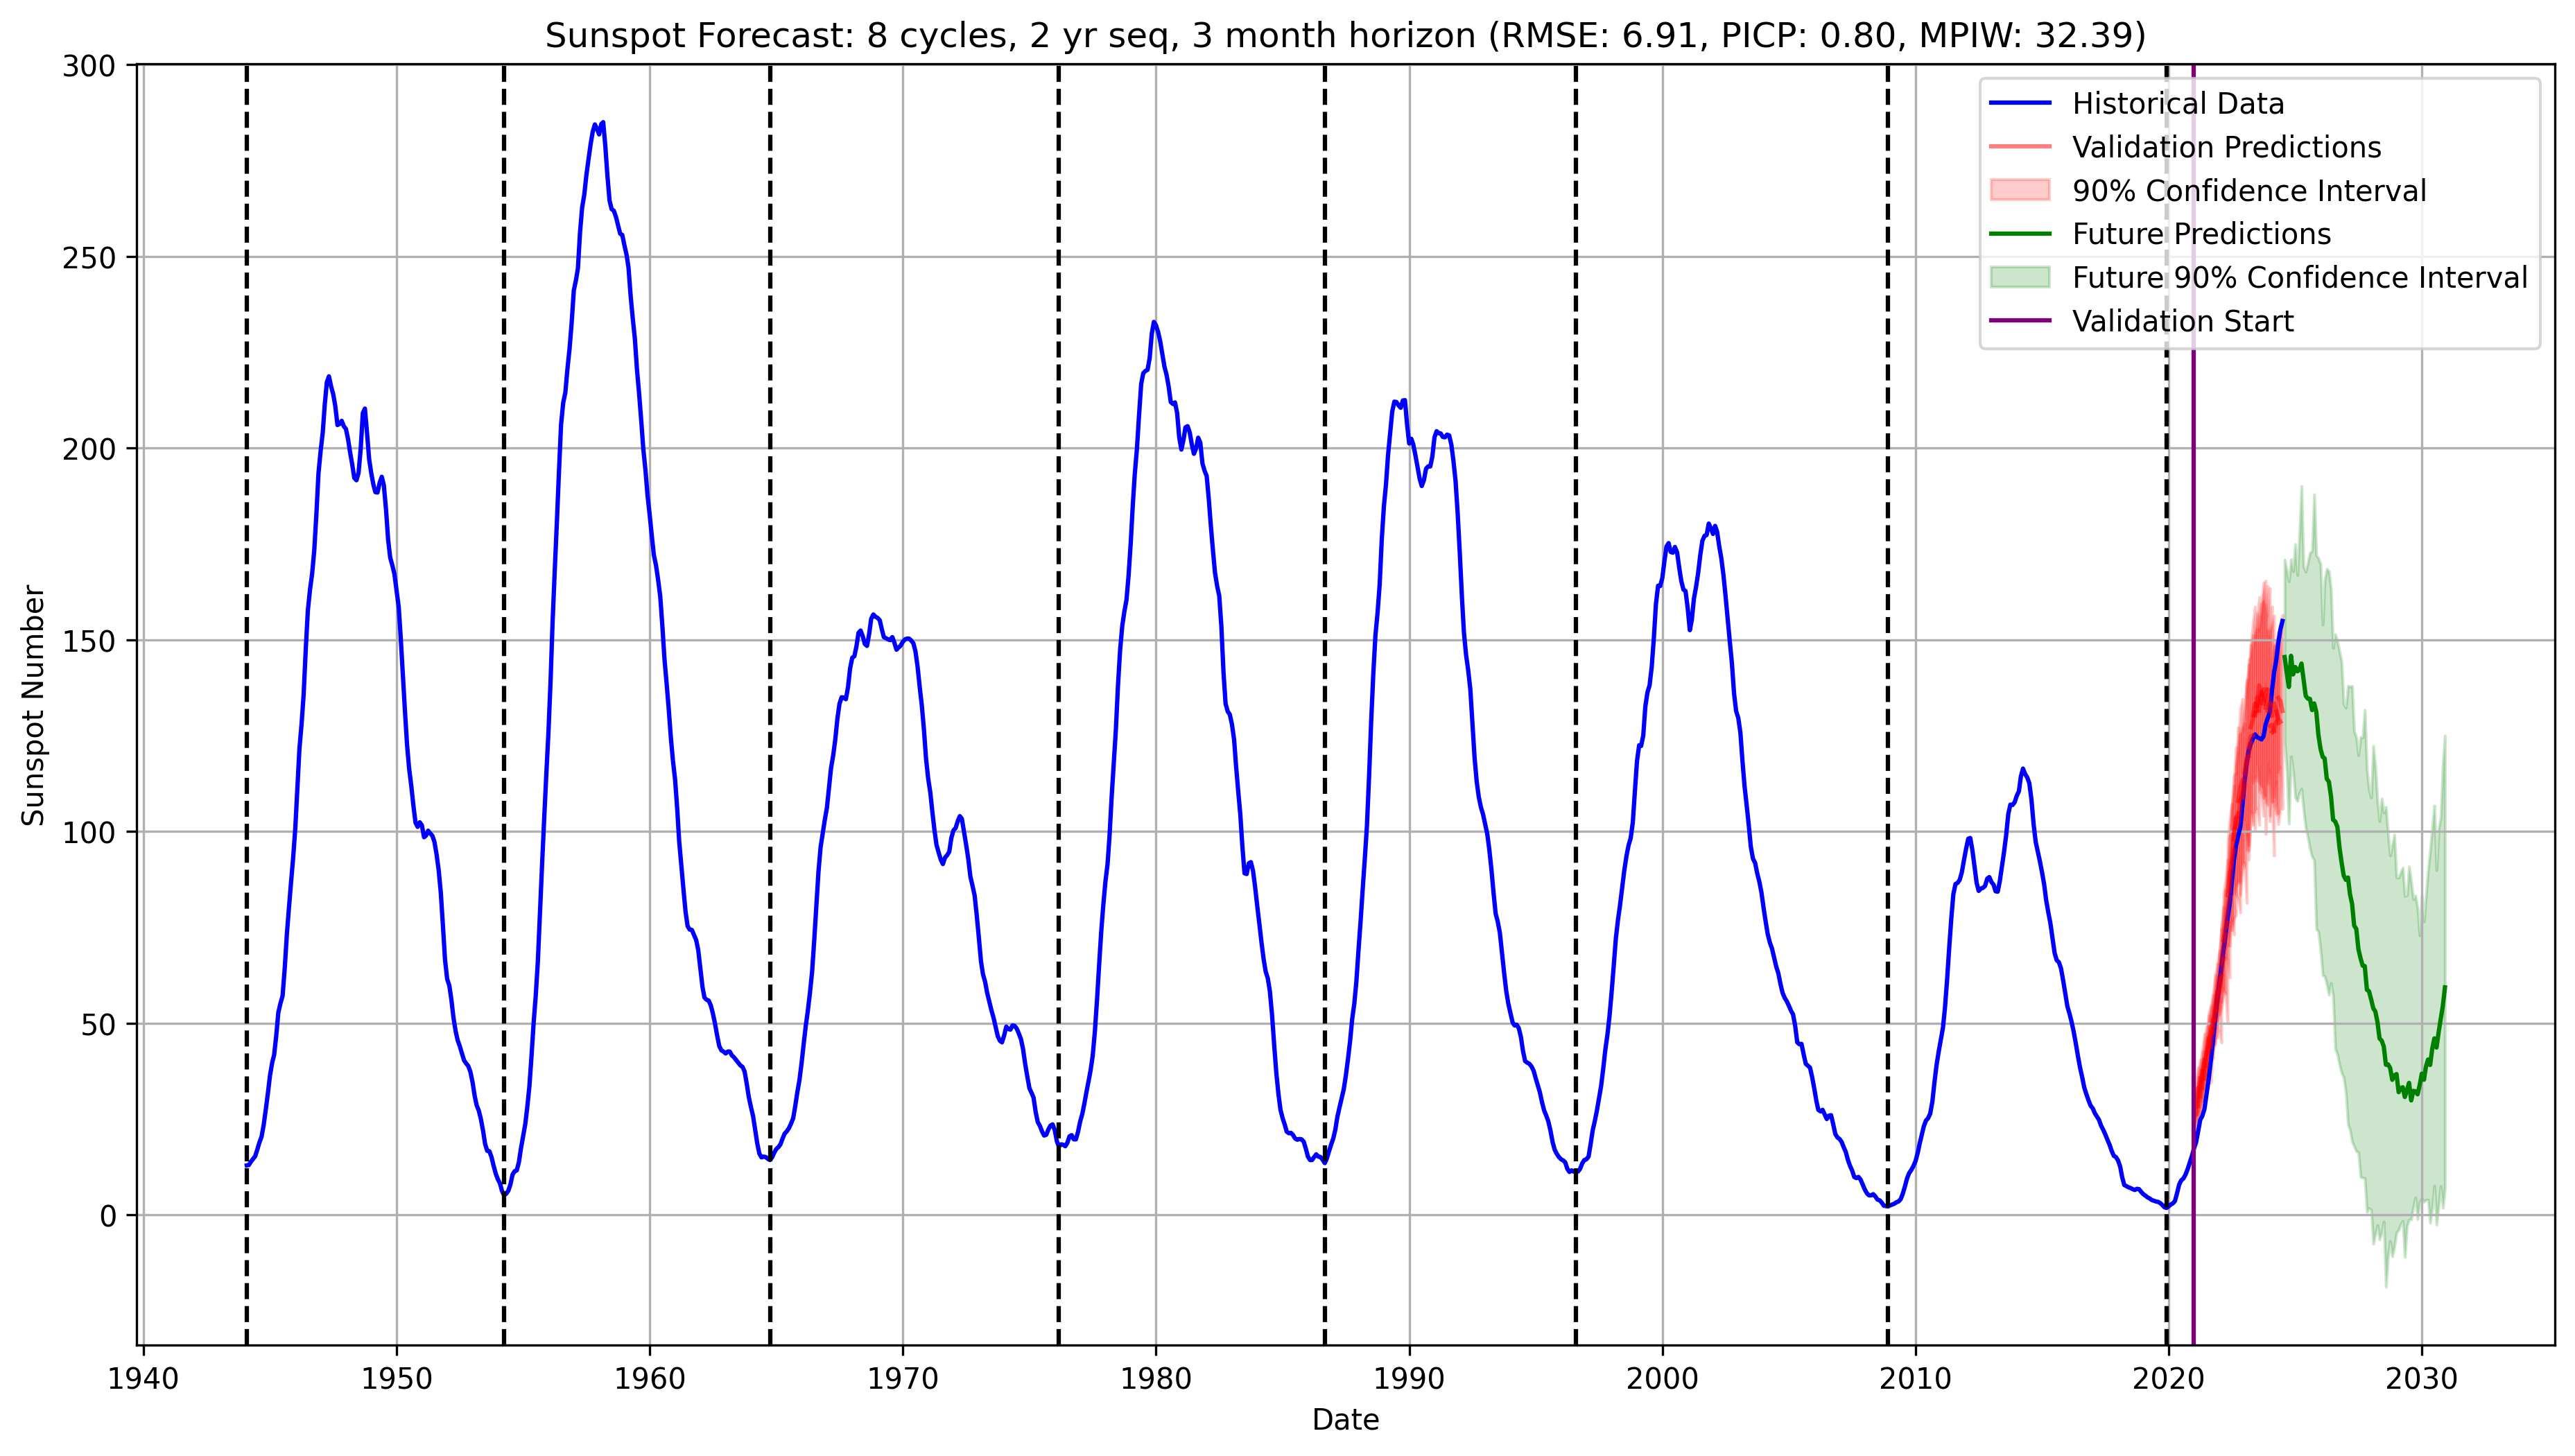 Sunspot Forecast: 8 cycles, 2 yr seq, 3 month horizon (RMSE: 6.91, PICP: 0.80, MPIW: 32.39)
Historical Data
Validation Predictions
90% Confidence Interval
Future Predictions
Future 90% Confidence Interval
Validation Start
Sunspot Number
300
250
200
150
100
50
0
1940 1950 1960 1970 1980 1990 2000 2010 2020 2030
Date